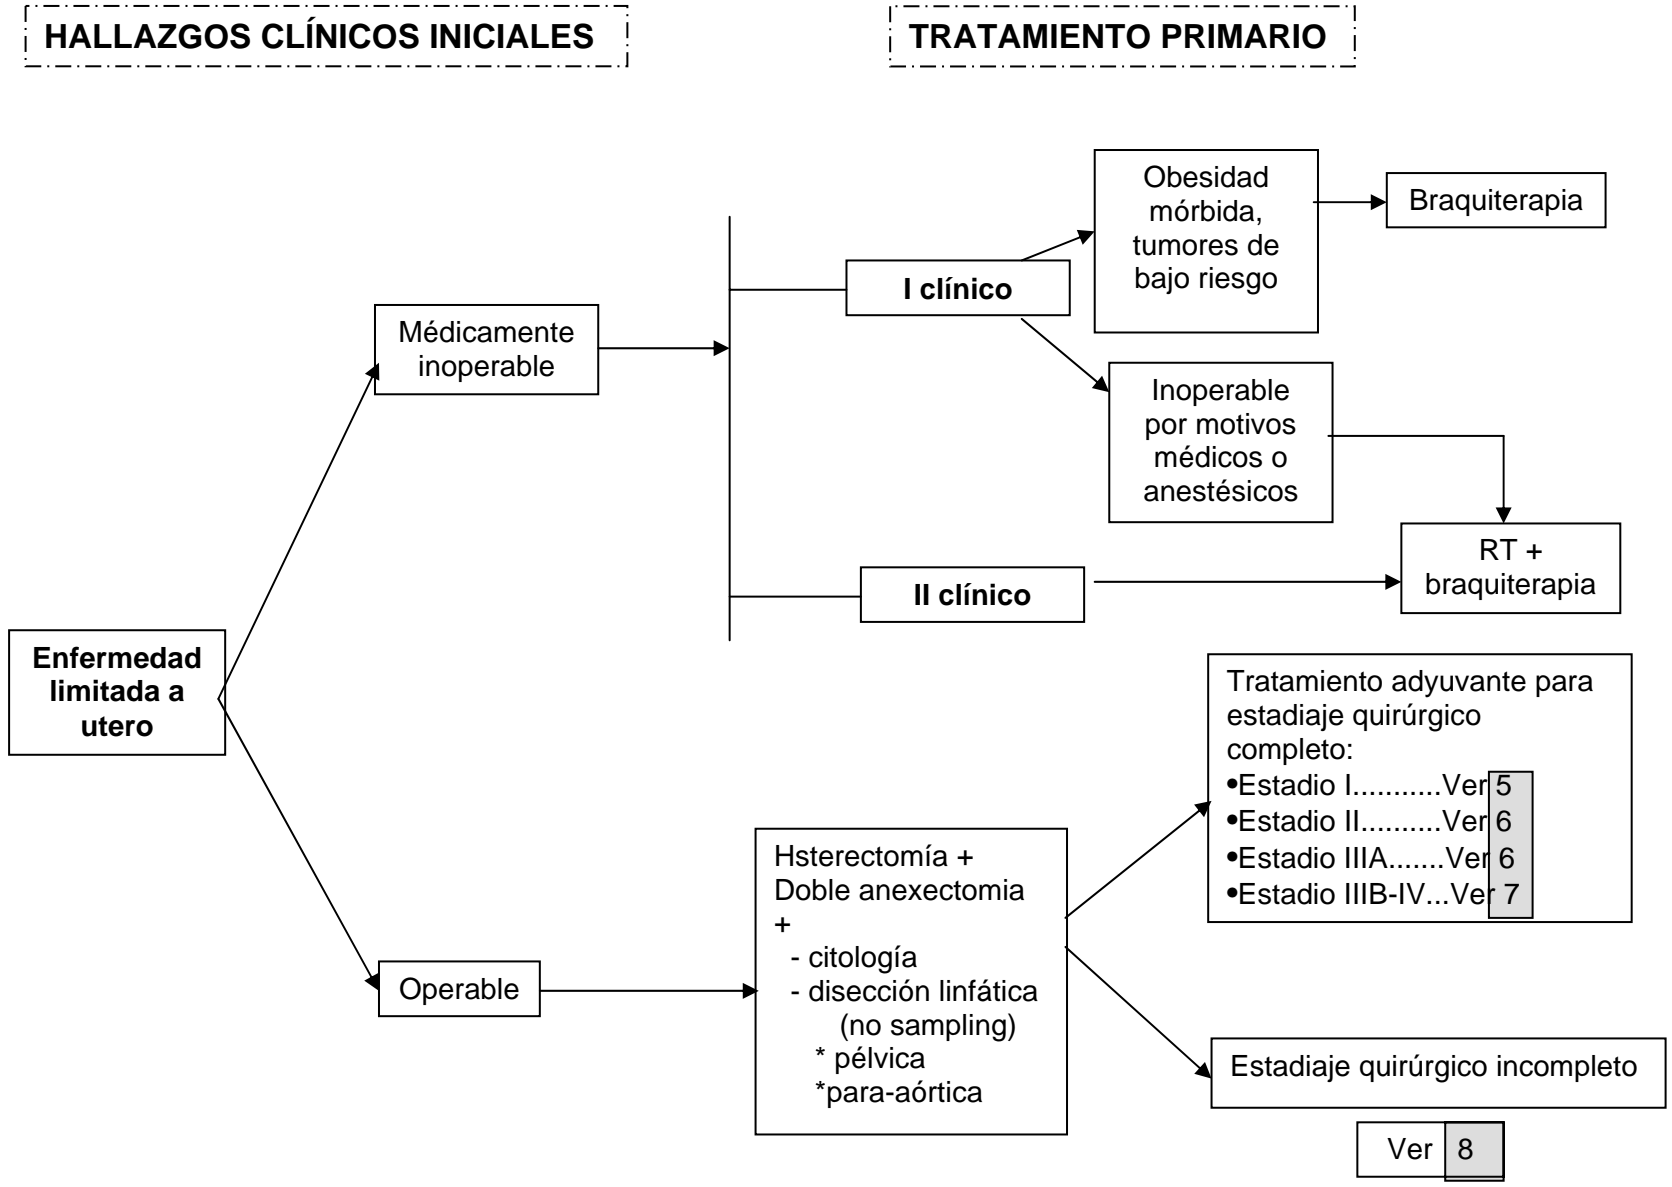 HALLAZGOS CLÍNICOS INICIALES
TRATAMIENTO PRIMARIO
Obesidad
mórbida,
tumores de
bajo riesgo
Braquiterapia
I clínico
Médicamente
inoperable
Inoperable
por motivos
médicos o
anestésicos
RT +
braquiterapia
II clínico
Enfermedad
limitada a
utero
Tratamiento adyuvante para
estadiaje quirúrgico
completo:
•Estadio I...........Ver 5
•Estadio II..........Ver 6
•Estadio IIIA.......Ver 6
•Estadio IIIB-IV...Ver 7
Hsterectomía +
Doble anexectomia
+
- citología
- disección linfática
(no sampling)
* pélvica
*para-aórtica
Operable
Estadiaje quirúrgico incompleto
Ver 8